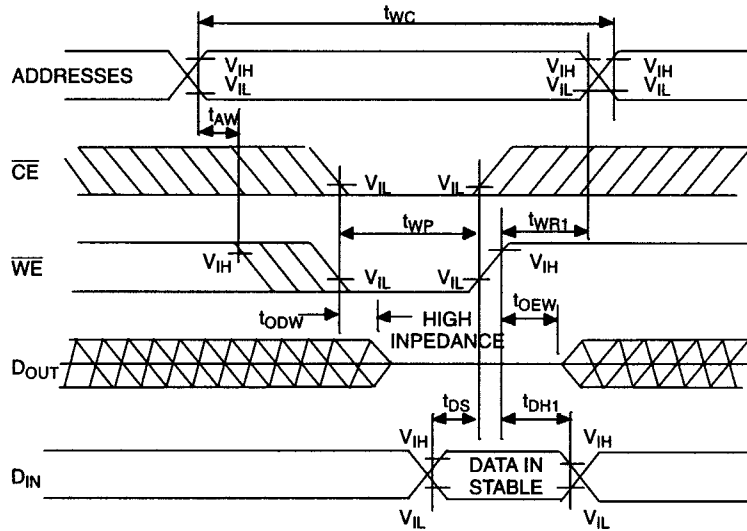 tWC
ADDRESSES
VIH
VIL
VIH
VIL
VIH
VIL
tAW
CE
VIL
VIL
tWP
tWR1
WE
VIH
VIL
VIL
VIH
tODW
HIGH
INPEDANCE
tOEW
DOUT
tDS
tDH1
VIH
VIH
DIN
DATA IN
STABLE
VIL
VIL